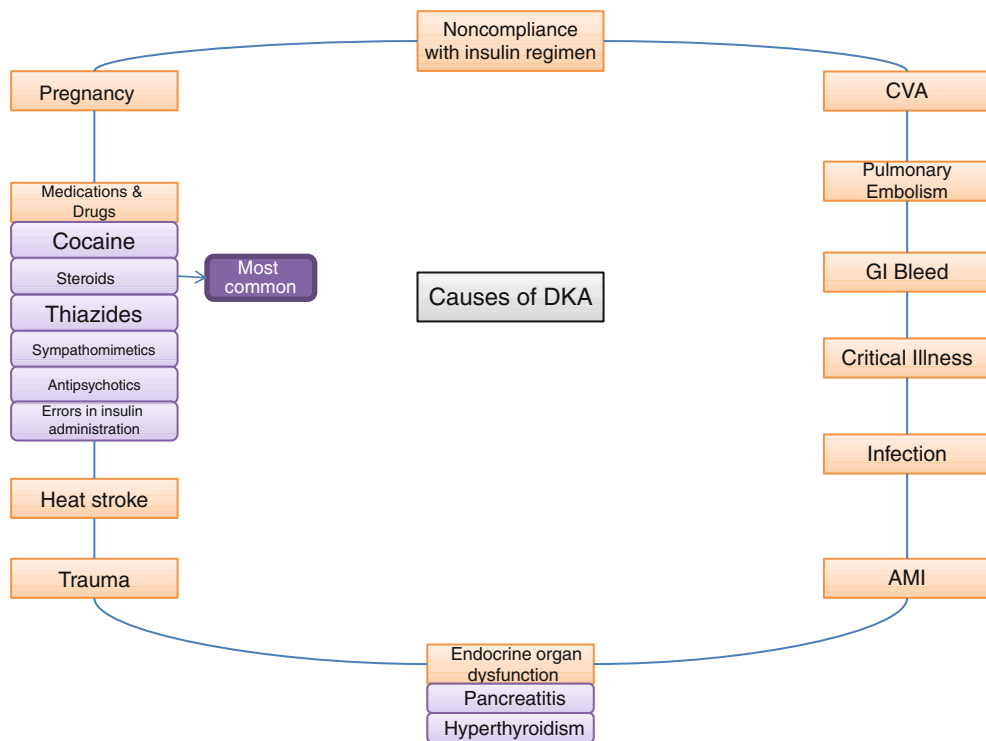 Noncompliance
with insulin regimen
Pregnancy
CVA
Medications &
Drugs
Pulmonary
Embolism
Cocaine
Steroids
Most
common
GI Bleed
Causes of DKA
Thiazides
Sympathomimetics
Critical Illness
Antipsychotics
Errors in insulin
administration
Infection
Heat stroke
Trauma
AMI
Endocrine organ
dysfunction
Pancreatitis
Hyperthyroidism